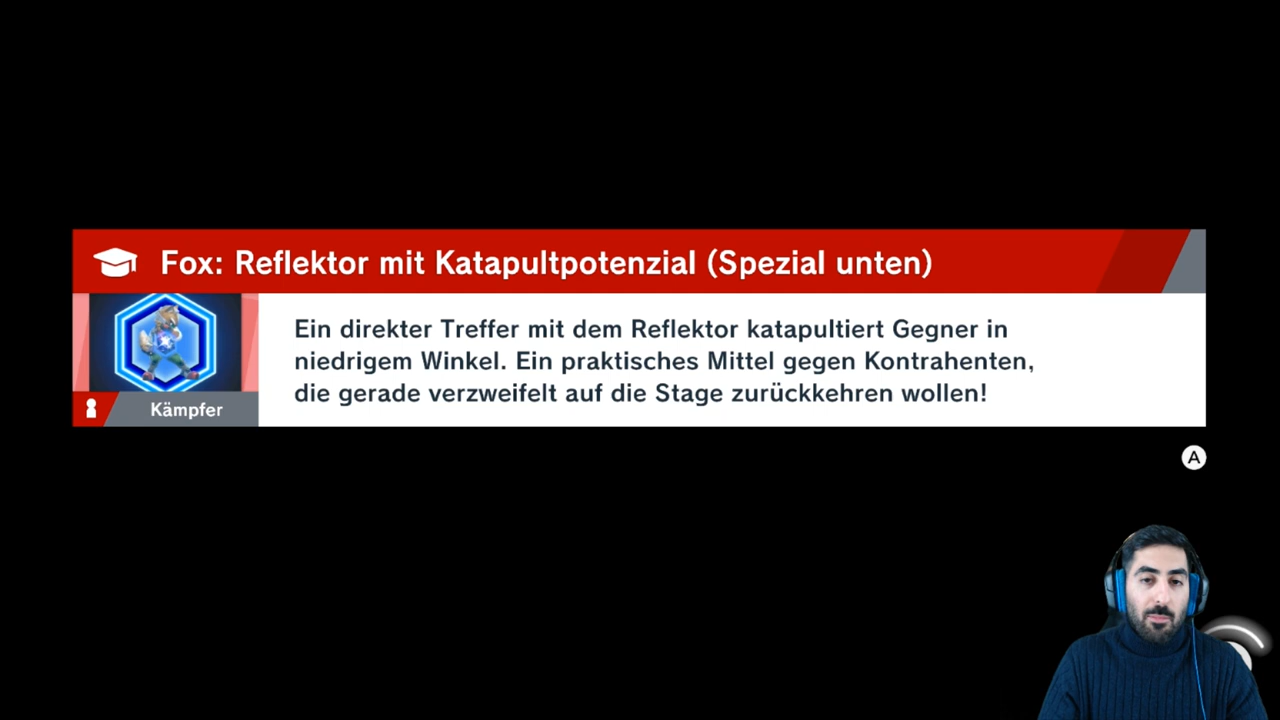 Fox: Reflektor mit Katapultpotenzial (Spezial unten)
Ein direkter Treffer mit dem Reflektor katapultiert Gegner in
niedrigem Winkel. Ein praktisches Mittel gegen Kontrahenten,
die gerade verzweifelt auf die Stage zurückkehren wollen!
Kämpfer
A